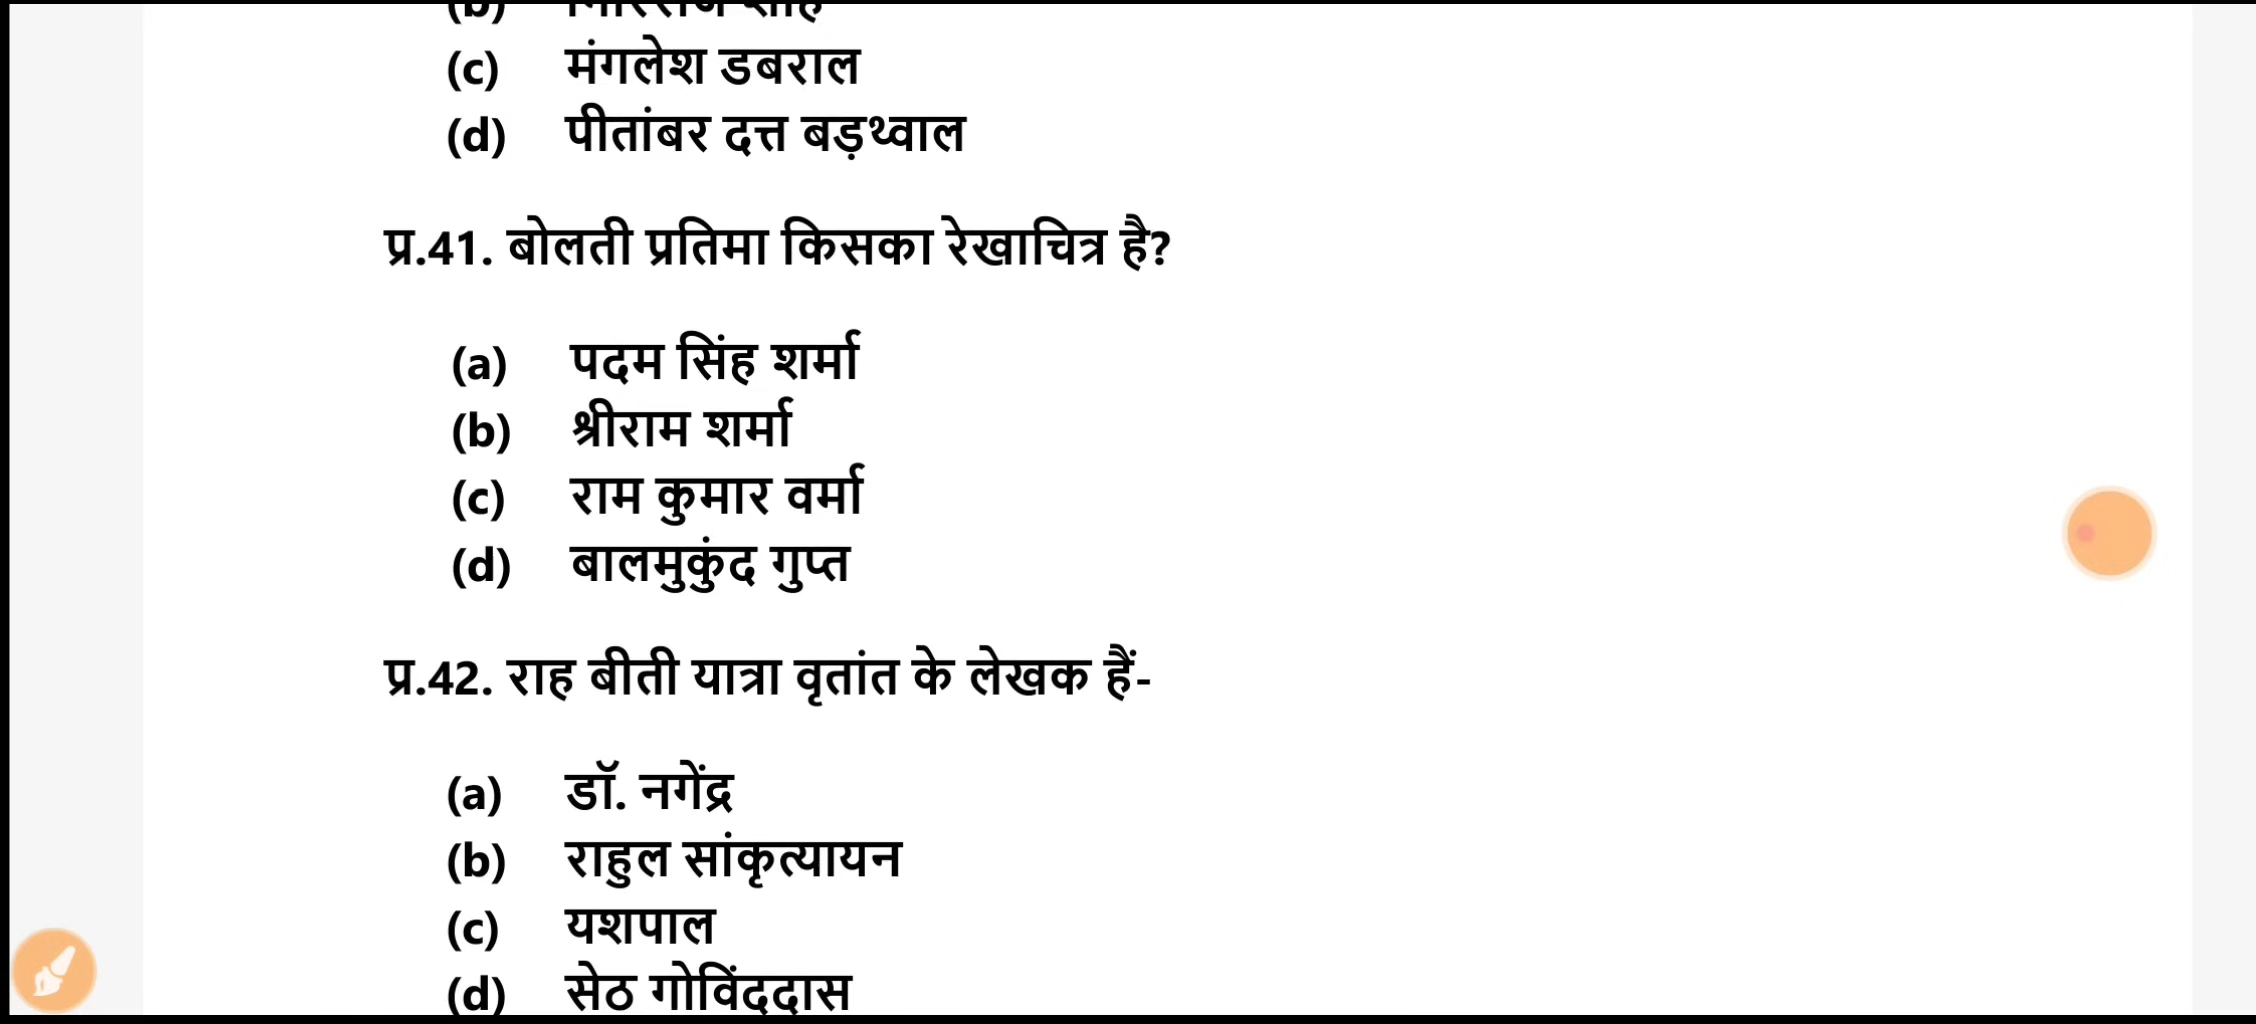 (c) मंगलेश डबराल
(d) पीतांबर दत्त बड़थ्वाल
प्र.41. बोलती प्रतिमा किसका रेखाचित्र है?
(a) पदम सिंह शर्मा
(b) श्रीराम शर्मा
(c) राम कुमार वर्मा
(d) बालमुकुंद गुप्त
प्र.42. राह बीती यात्रा वृतांत के लेखक हैं-
(a) डॉ. नगेंद्र
(b) राहुल सांकृत्यायन
(c) यशपाल
(d) सेठ गोविंददास